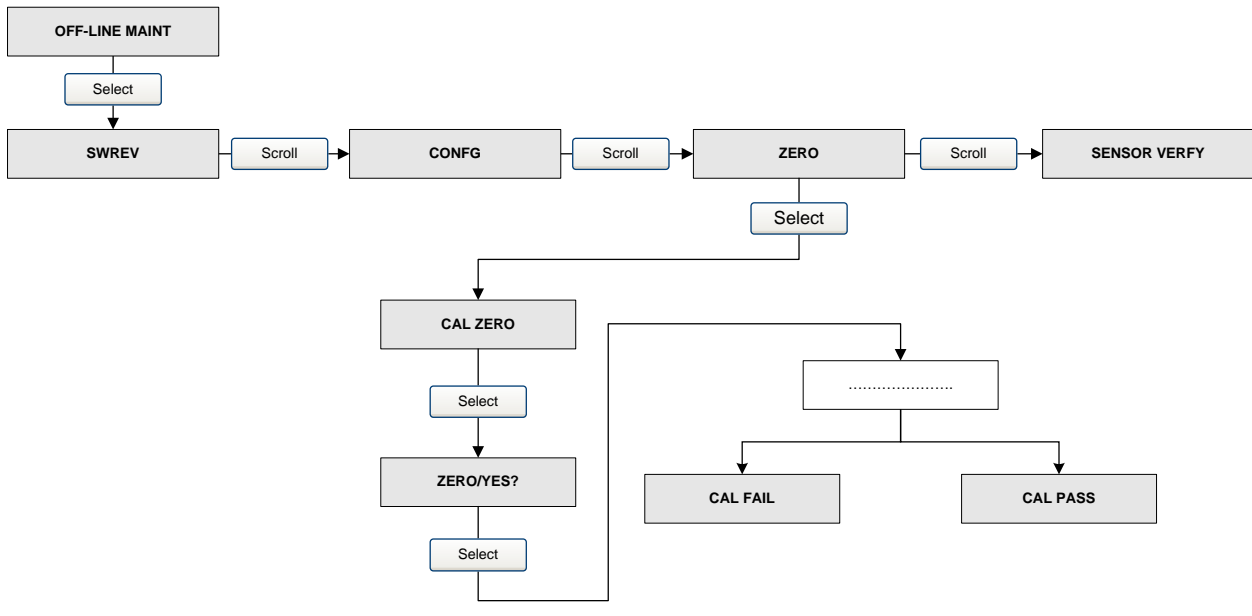 OFF-LINE MAINT
Select
SWREV
Scroll
CONFG
Scroll
ZERO
Scroll
SENSOR VERFY
Select
CAL ZERO
Select
ZERO/YES?
Select
…………………..
CAL FAIL
CAL PASS